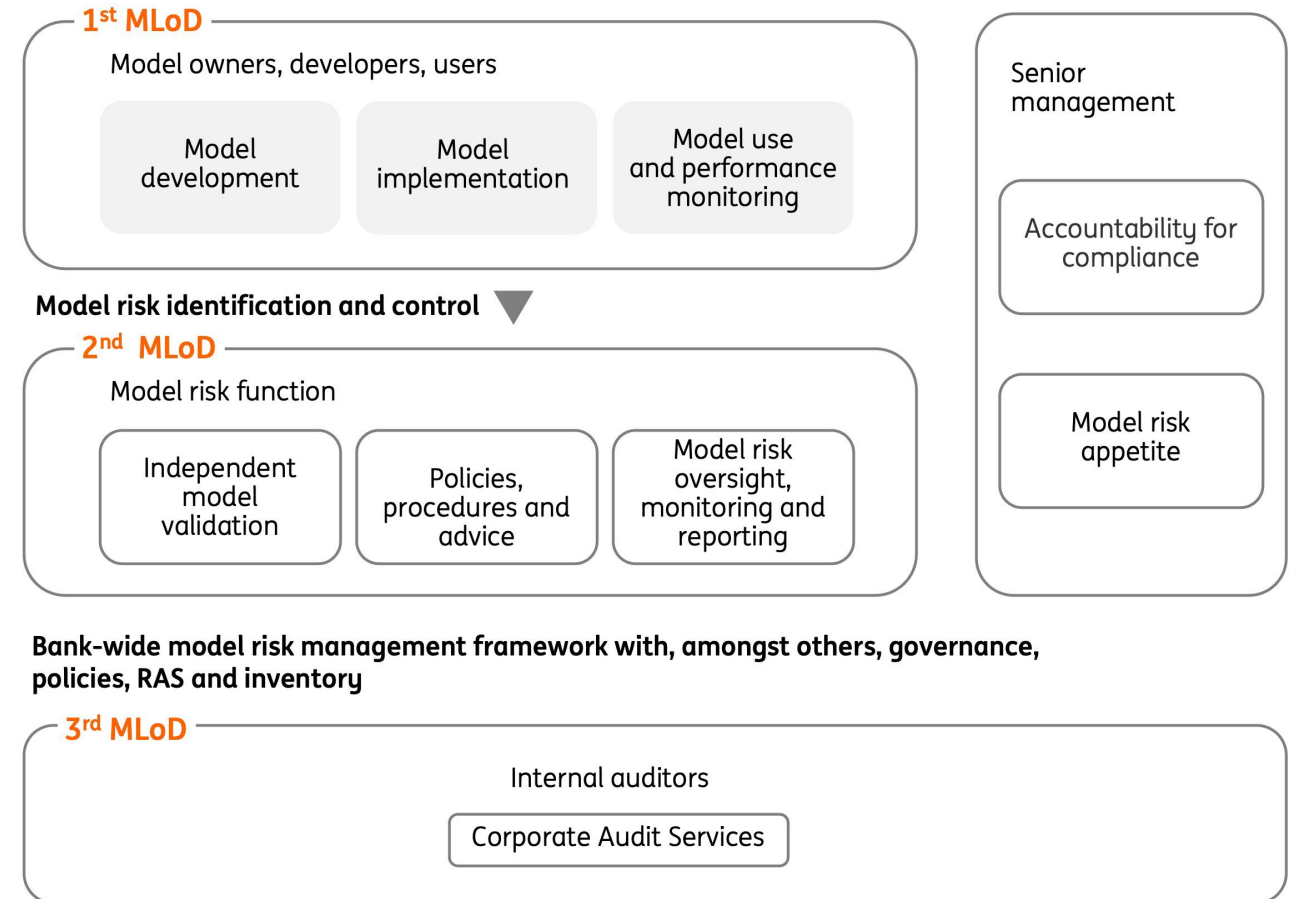 1st MLoD
Model owners, developers, users
Model
development
Model
implementation
Model use
and performance
monitoring
Model risk identification and control
2nd MLoD
Model risk function
Independent
model
validation
Policies,
procedures and
advice
Model risk
oversight,
monitoring and
reporting
Senior
management
Accountability for
compliance
Model risk
appetite
Bank-wide model risk management framework with, amongst others, governance,
policies, RAS and inventory
3rd MLoD
Internal auditors
Corporate Audit Services